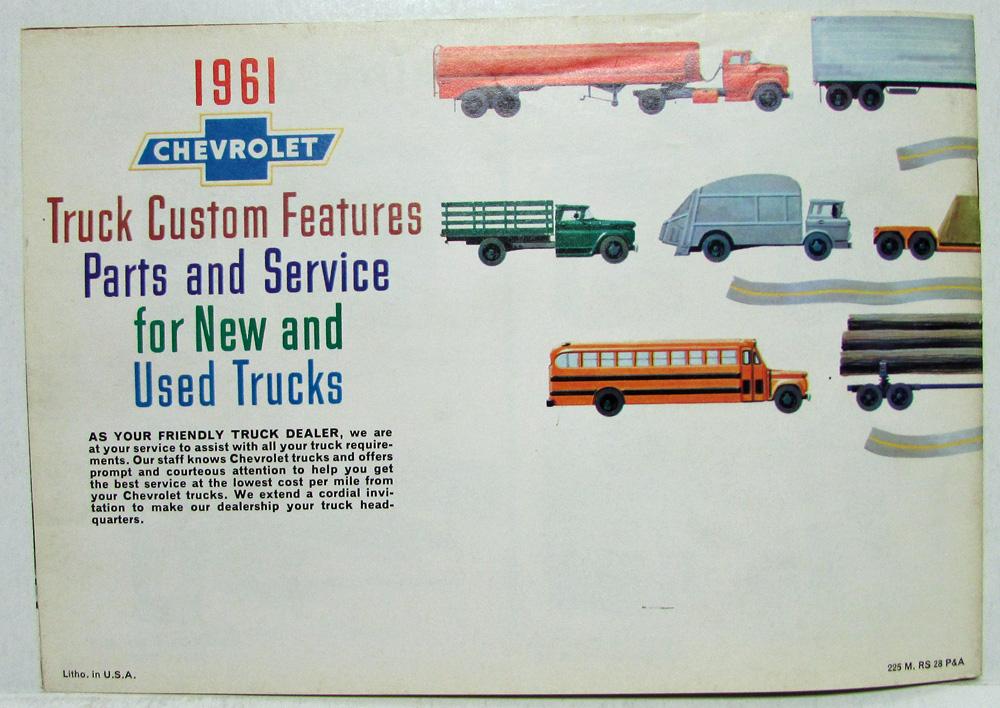 1961
CHEVROLET
Truck Custom Features
Parts and Service
for New and
Used Trucks
AS YOUR FRIENDLY TRUCK DEALER, we are
at your service to assist with all your truck require-
ments. Our staff knows Chevrolet trucks and offers
prompt and courteous attention to help you get
the best service at the lowest cost per mile from
your Chevrolet trucks. We extend a cordial invi-
tation to make our dealership your truck head-
quarters.
Litho. in U.S.A.
225 M. RS 28 P&A